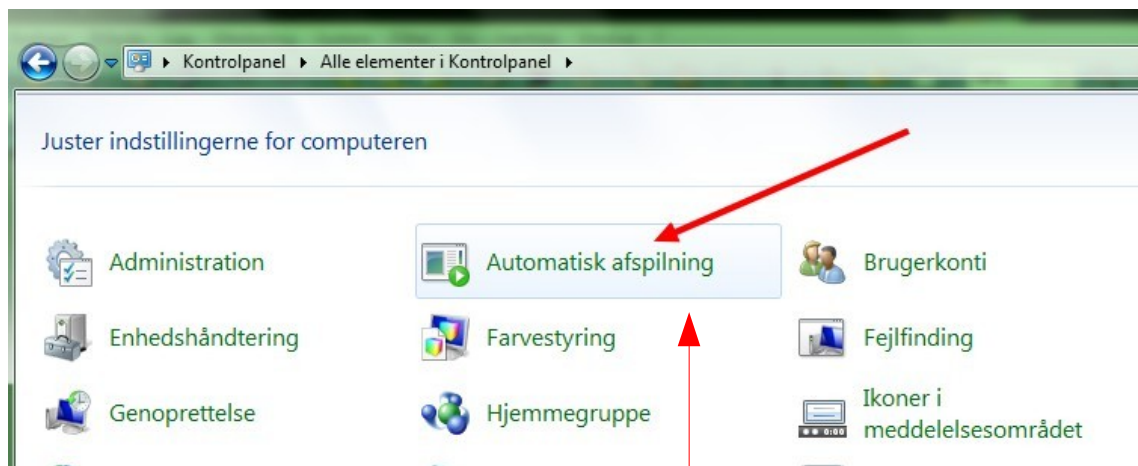 Kontrolpanel Alle elementer i Kontrolpanel
Juster indstillingerne for computeren
Administration
Automatisk afspilning
Brugerkonti
Enhedshåndtering
Farvestyring
Fejlfinding
Genoprettelse
Hjemmegruppe
Ikoner i
meddelelsesområdet